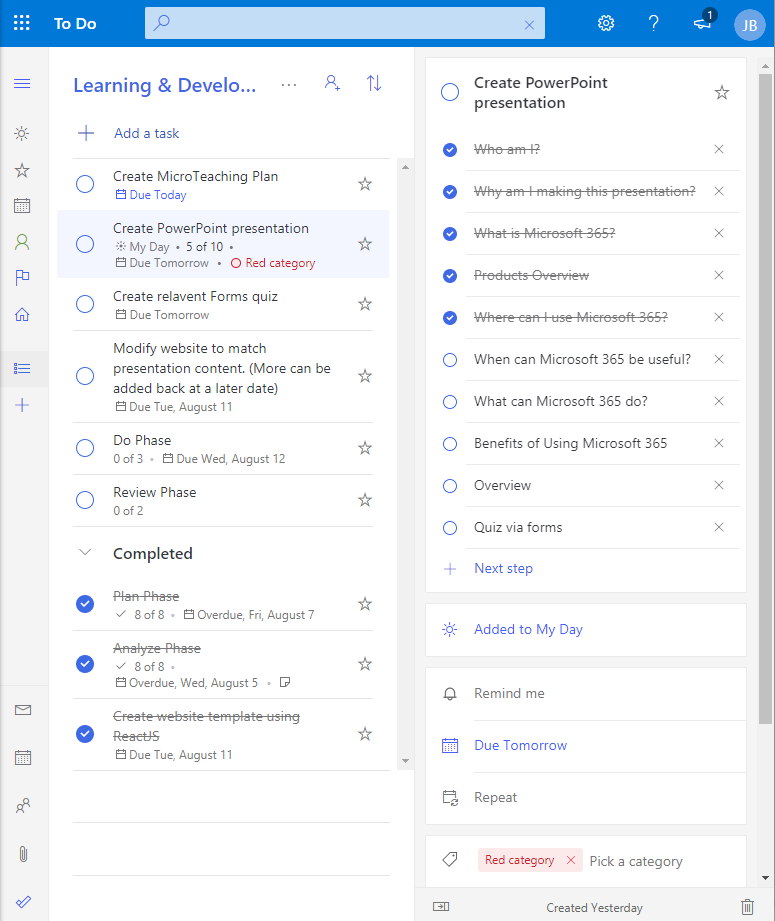 To Do
1
JB
Learning & Develo...
Add a task
Create MicroTeaching Plan
Due Today
Create PowerPoint presentation
My Day • 5 of 10 •
Due Tomorrow • Red category
Create relavent Forms quiz
Due Tomorrow
Modify website to match
presentation content. (More can be
added back at a later date)
Due Tue, August 11
Do Phase
0 of 3 • Due Wed, August 12
Review Phase
0 of 2
Completed
Plan Phase
8 of 8 • Overdue, Fri, August 7
Analyze Phase
8 of 8 •
Overdue, Wed, August 5 •
Create website template using
ReactJS
Due Tue, August 11
Create PowerPoint
presentation
Who am I?
Why am I making this presentation?
What is Microsoft 365?
Products Overview
Where can I use Microsoft 365?
When can Microsoft 365 be useful?
What can Microsoft 365 do?
Benefits of Using Microsoft 365
Overview
Quiz via forms
Next step
Added to My Day
Remind me
Due Tomorrow
Repeat
Red category Pick a category
Created Yesterday